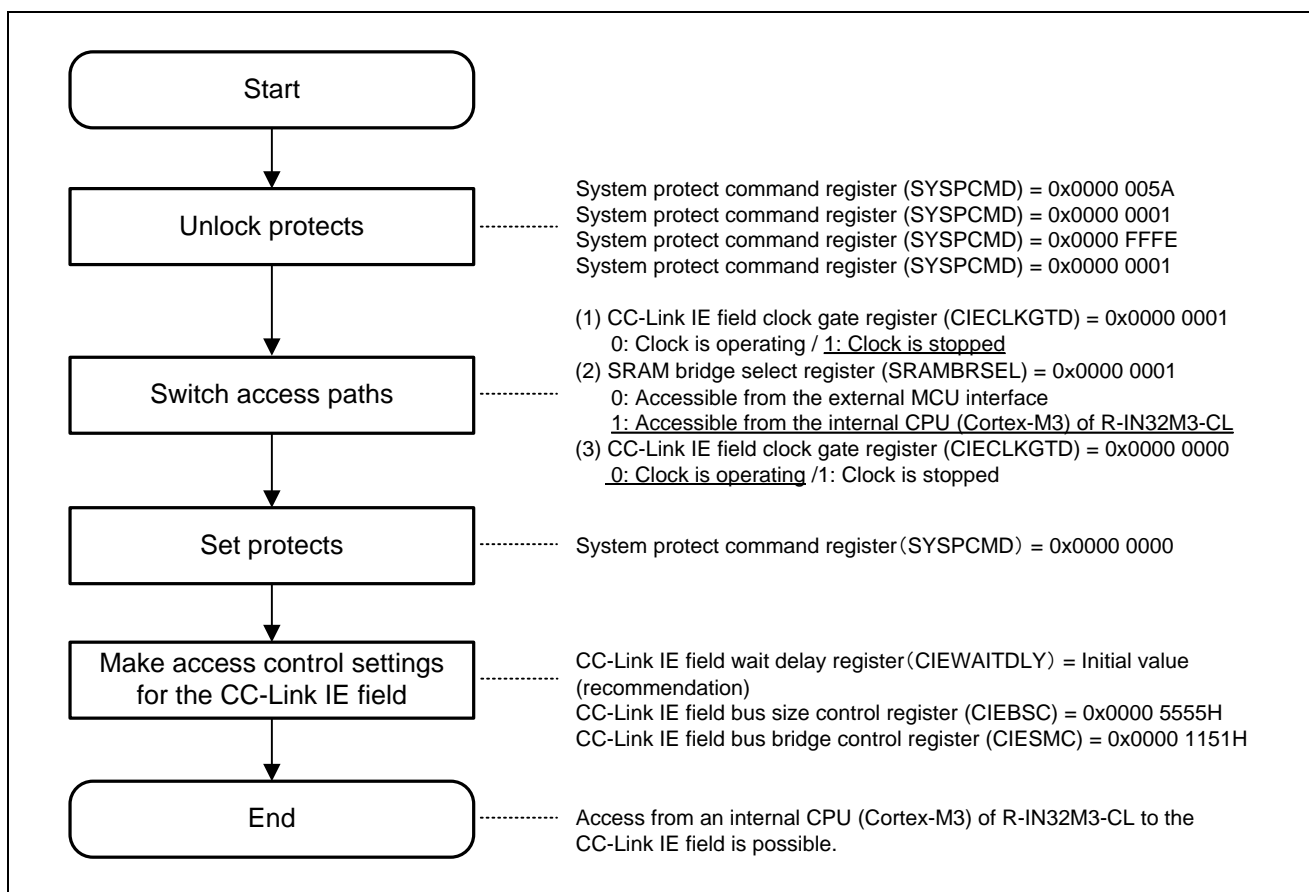 Start
Unlock protects
System protect command register (SYSPCMD) = 0x0000 005A
System protect command register (SYSPCMD) = 0x0000 0001
System protect command register (SYSPCMD) = 0x0000 FFFE
System protect command register (SYSPCMD) = 0x0000 0001
Switch access paths
(1) CC-Link IE field clock gate register (CIECLKGTD) = 0x0000 0001
0: Clock is operating / 1: Clock is stopped
(2) SRAM bridge select register (SRAMBRSEL) = 0x0000 0001
0: Accessible from the external MCU interface
1: Accessible from the internal CPU (Cortex-M3) of R-IN32M3-CL
(3) CC-Link IE field clock gate register (CIECLKGTD) = 0x0000 0000
0: Clock is operating /1: Clock is stopped
Set protects
System protect command register(SYSPCMD) = 0x0000 0000
Make access control settings
for the CC-Link IE field
CC-Link IE field wait delay register(CIEWAITDLY) = Initial value
(recommendation)
CC-Link IE field bus size control register (CIEBSC) = 0x0000 5555H
CC-Link IE field bus bridge control register (CIESMC) = 0x0000 1151H
End
Access from an internal CPU (Cortex-M3) of R-IN32M3-CL to the
CC-Link IE field is possible.